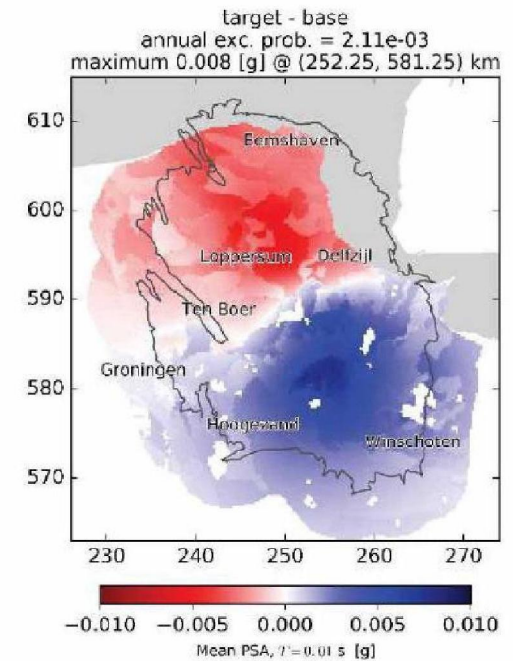 target - base
annual exc. prob. = 2.11e-03
maximum 0.008 [g] @ (252.25, 581.25) km
610
600
590
580
570
Eemshaven
Loppersum
Delfzijl
Ten Boer
Groningen
Hoogezand
Winschoten
230 240 250 260 270
−0.010 −0.005 0.000 0.005 0.010
Mean PSA, T = 0.01 s [g]